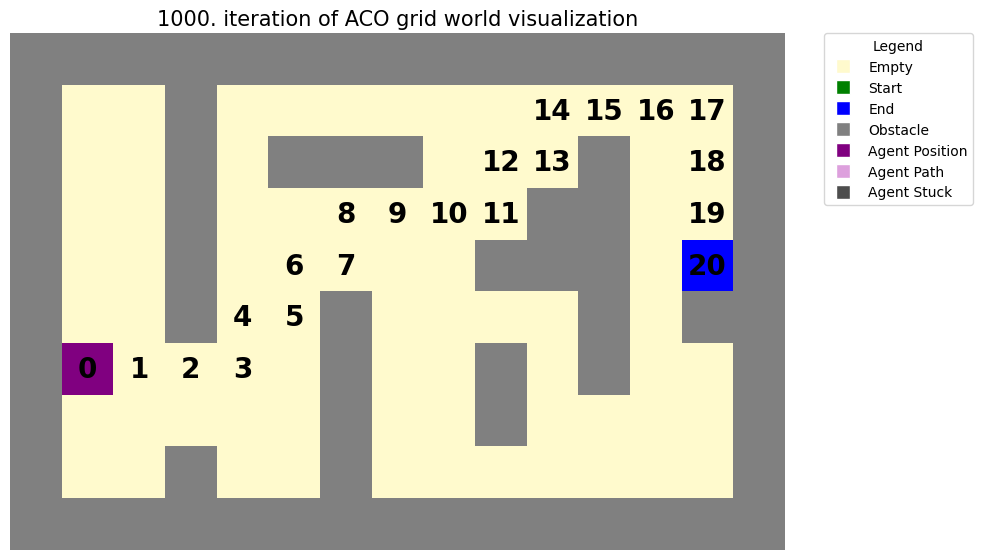 1000. iteration of ACO grid world visualization
Legend
Empty
Start
End
Obstacle
Agent Position
Agent Path
Agent Stuck
14 15 16 17
12 13 18
8 9 10 11 19
6 7 20
4 5
0 1 2 3